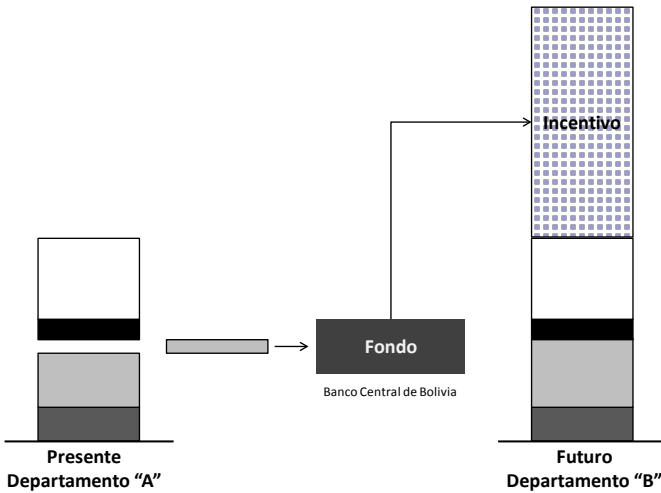 Incentivo
Fondo
Banco Central de Bolivia
Presente
Departamento “A”
Futuro
Departamento “B”